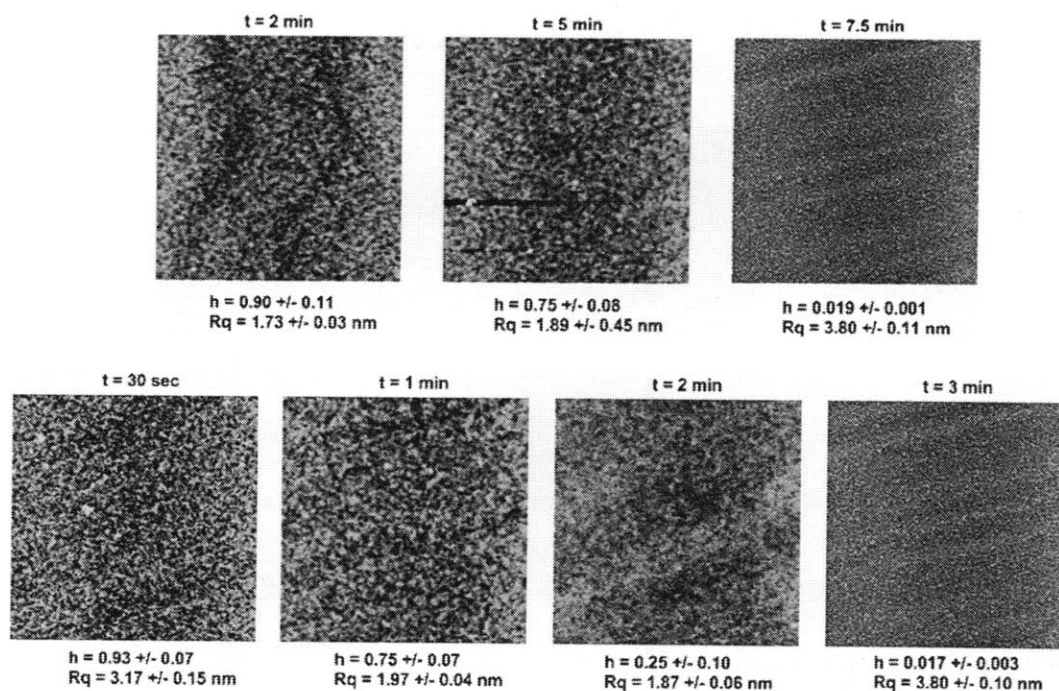 t = 2 min
t = 5 min
t = 7.5 min
h = 0.90 +/- 0.11
Rq = 1.73 +/- 0.03 nm
h = 0.75 +/- 0.08
Rq = 1.89 +/- 0.45 nm
h = 0.019 +/- 0.001
Rq = 3.80 +/- 0.11 nm
t = 30 sec
t = 1 min
t = 2 min
t = 3 min
h = 0.93 +/- 0.07
Rq = 3.17 +/- 0.15 nm
h = 0.75 +/- 0.07
Rq = 1.97 +/- 0.04 nm
h = 0.25 +/- 0.10
Rq = 1.87 +/- 0.06 nm
h = 0.017 +/- 0.003
Rq = 3.80 +/- 0.10 nm